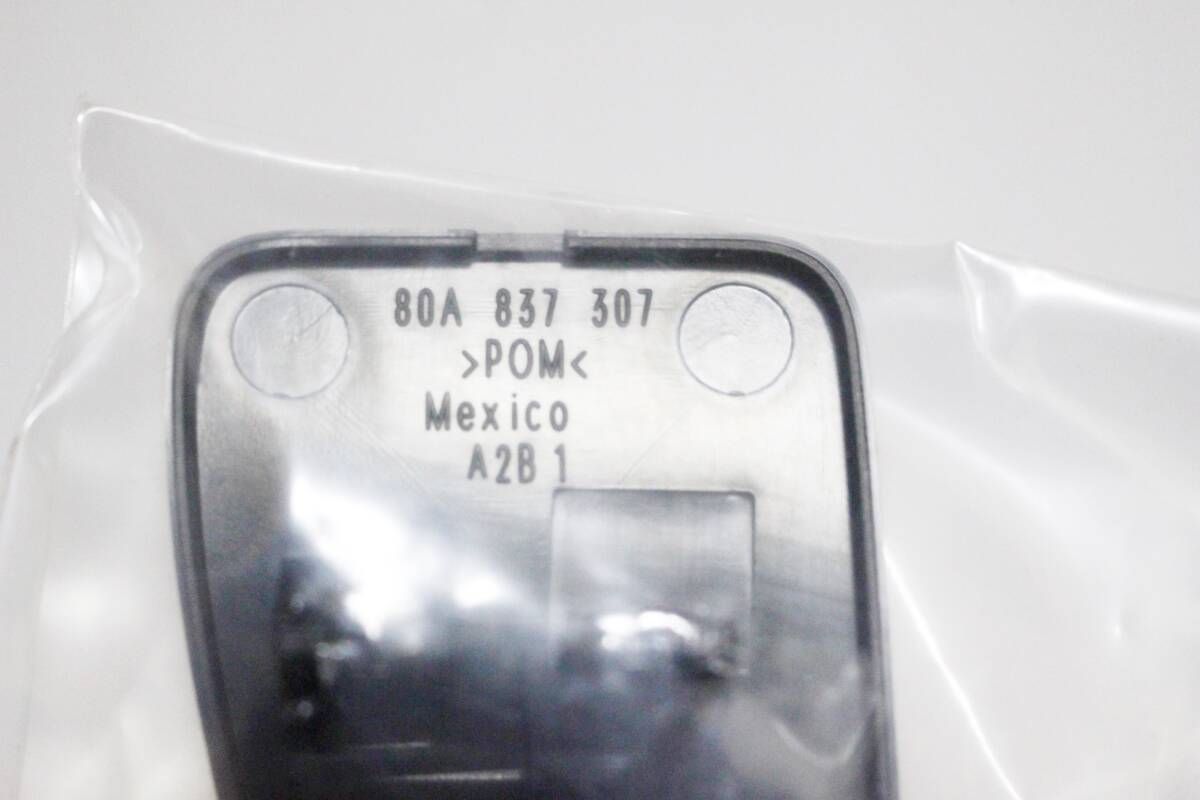 80A 837 307
>POM<
Mexico
A2B 1